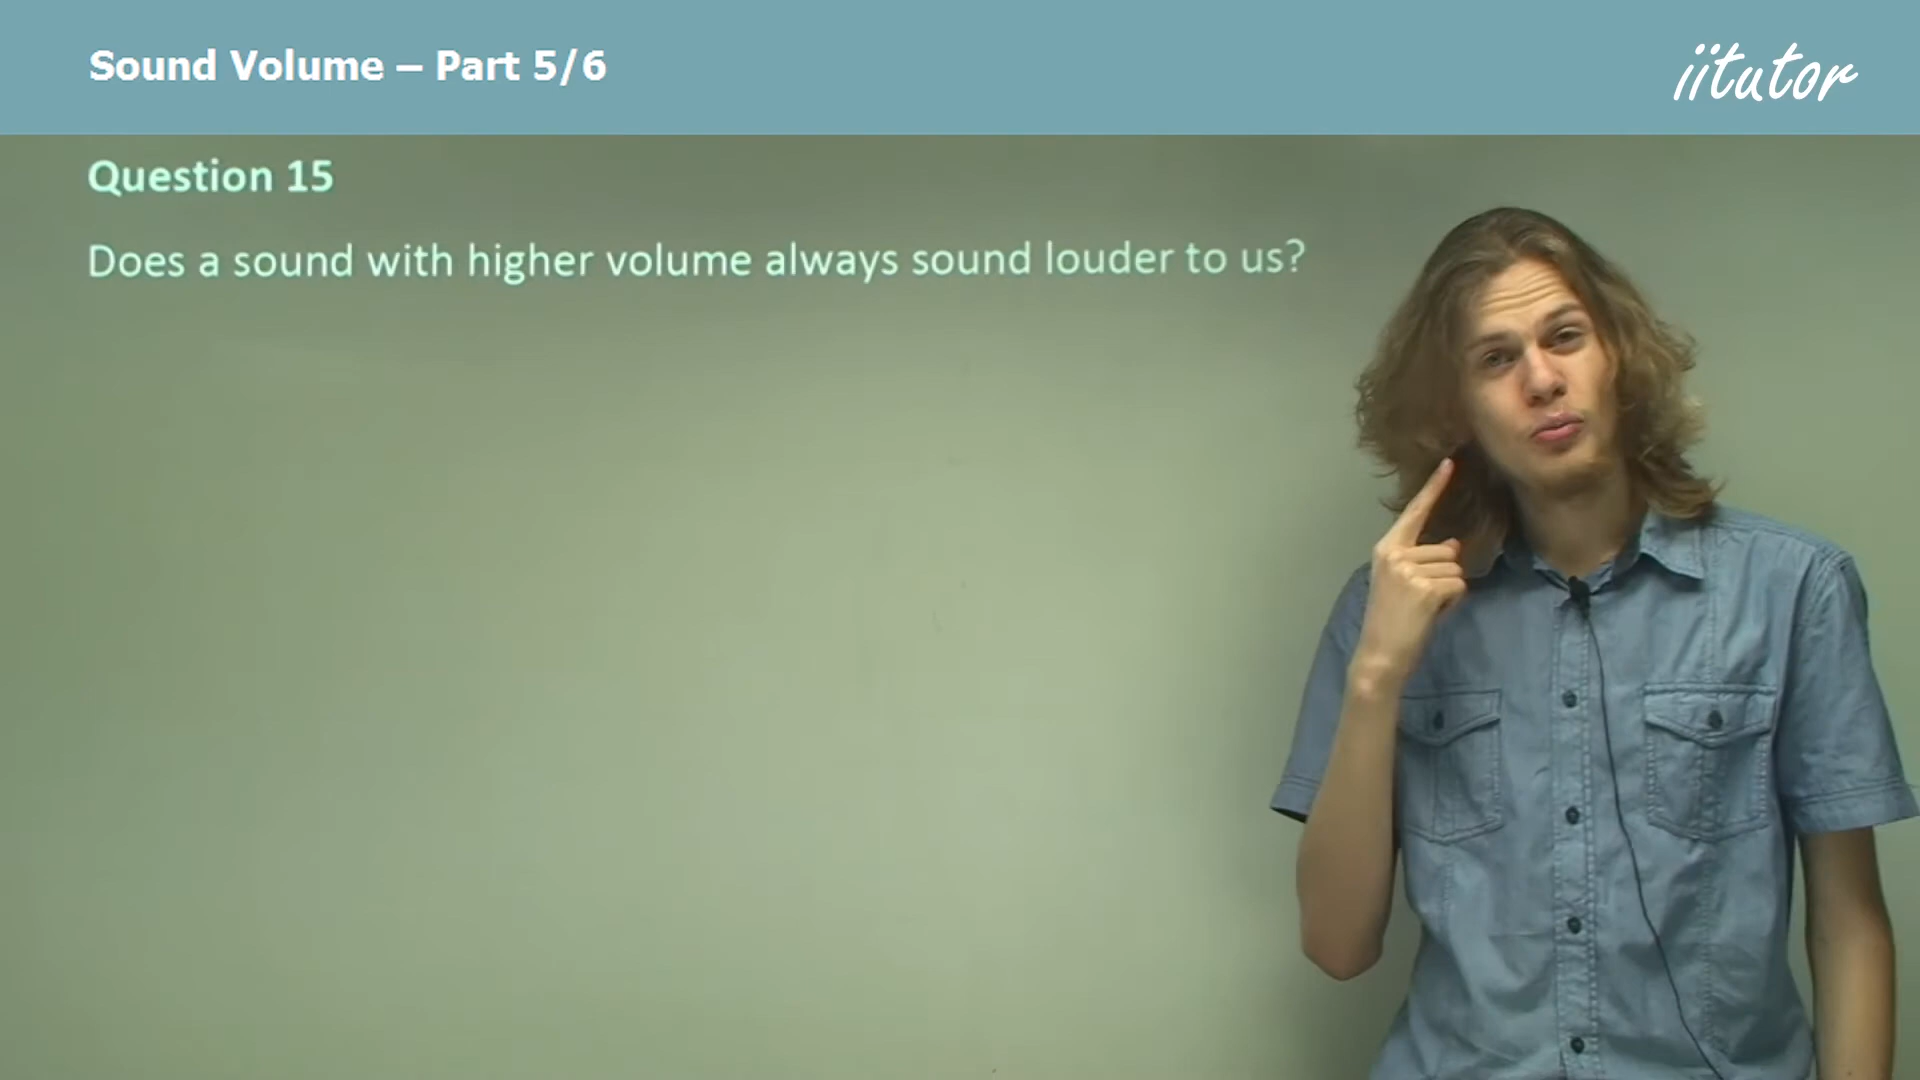 Sound Volume – Part 5/6
iitutor
Question 15
Does a sound with higher volume always sound louder to us?